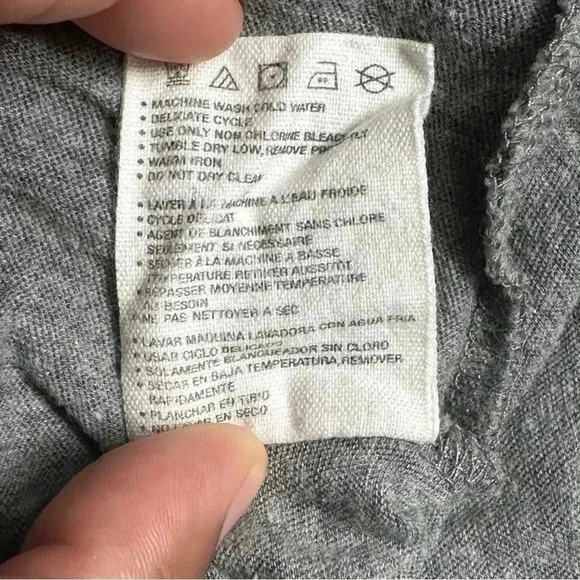 • MACHINE WASH COLD WATER
• DELICATE CYCLE
• USE ONLY NON CHLORINE BLEACH
• TUMBLE DRY LOW, REMOVE
• WARM IRON
• DO NOT DRY CLEAN
• LAVER À LA MACHINE À L'EAU FROIDE
• CYCLE DÉLICAT
• AGENT DE BLANCHIMENT SANS CHLORE
SEULEMENT SI NÉCESSAIRE
• SÉCHER À LA MACHINE A BASSE
TEMPERATURE RETIRER AUSSITÔT
• REPASSER MOYENNE TEMPERATURE
AU BESOIN
• NE PAS NETTOYER A SEC
• LAVAR MAQUINA LAVADORA CON AGUA FRIA
• USAR CICLO DELICADO
• SOLAMENTE BLANQUEADOR SIN CLORO
• SECAR EN BAJA TEMPERATURA, REMOVER
RAPIDAMENTE
• PLANCHAR EN TIBIO
• NO LAVAR EN SECO